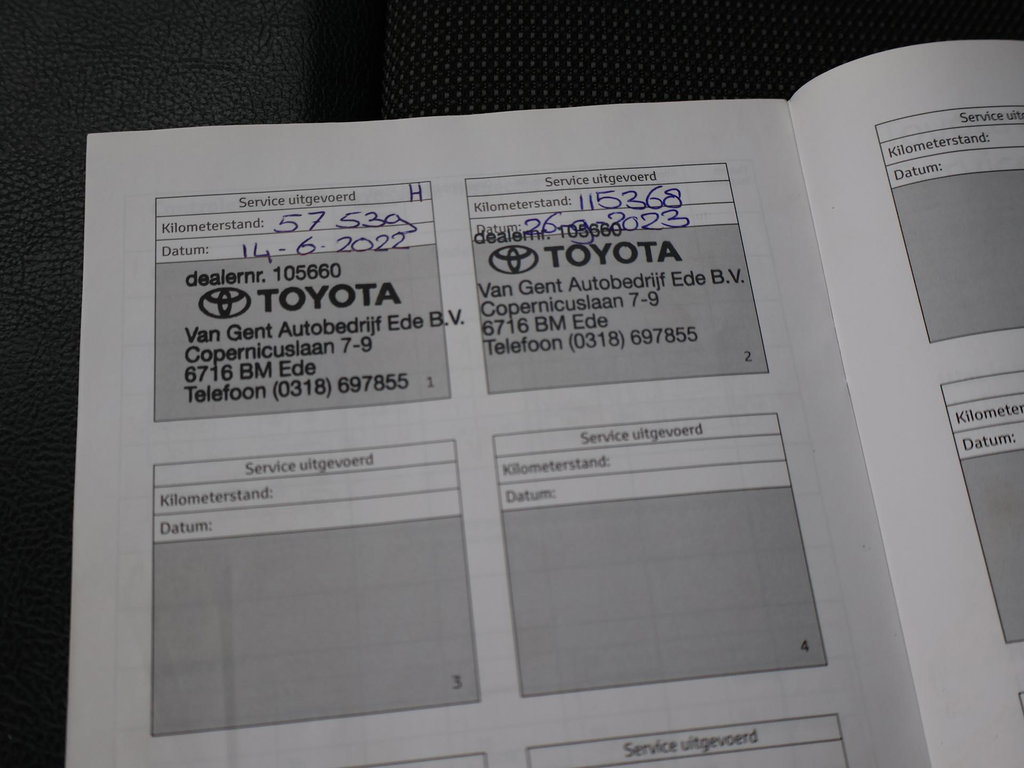 Service uitgevoerd H
Kilometerstand: 57 539
Datum: 14-6-2022
dealernr. 105660
TOYOTA
Van Gent Autobedrijf Ede B.V.
Copernicuslaan 7-9
6716 BM Ede
Telefoon (0318) 697855
1
Service uitgevoerd
Kilometerstand: 115368
Datum: 26-9-2023
dealernr. 105660
TOYOTA
Van Gent Autobedrijf Ede B.V.
Copernicuslaan 7-9
6716 BM Ede
Telefoon (0318) 697855
2
Service uitgevoerd
Kilometerstand:
Datum:
3
Service uitgevoerd
Kilometerstand:
Datum:
4
Service uitgevoerd
Service uitg
Kilometerstand:
Datum:
Kilometer
Datum: